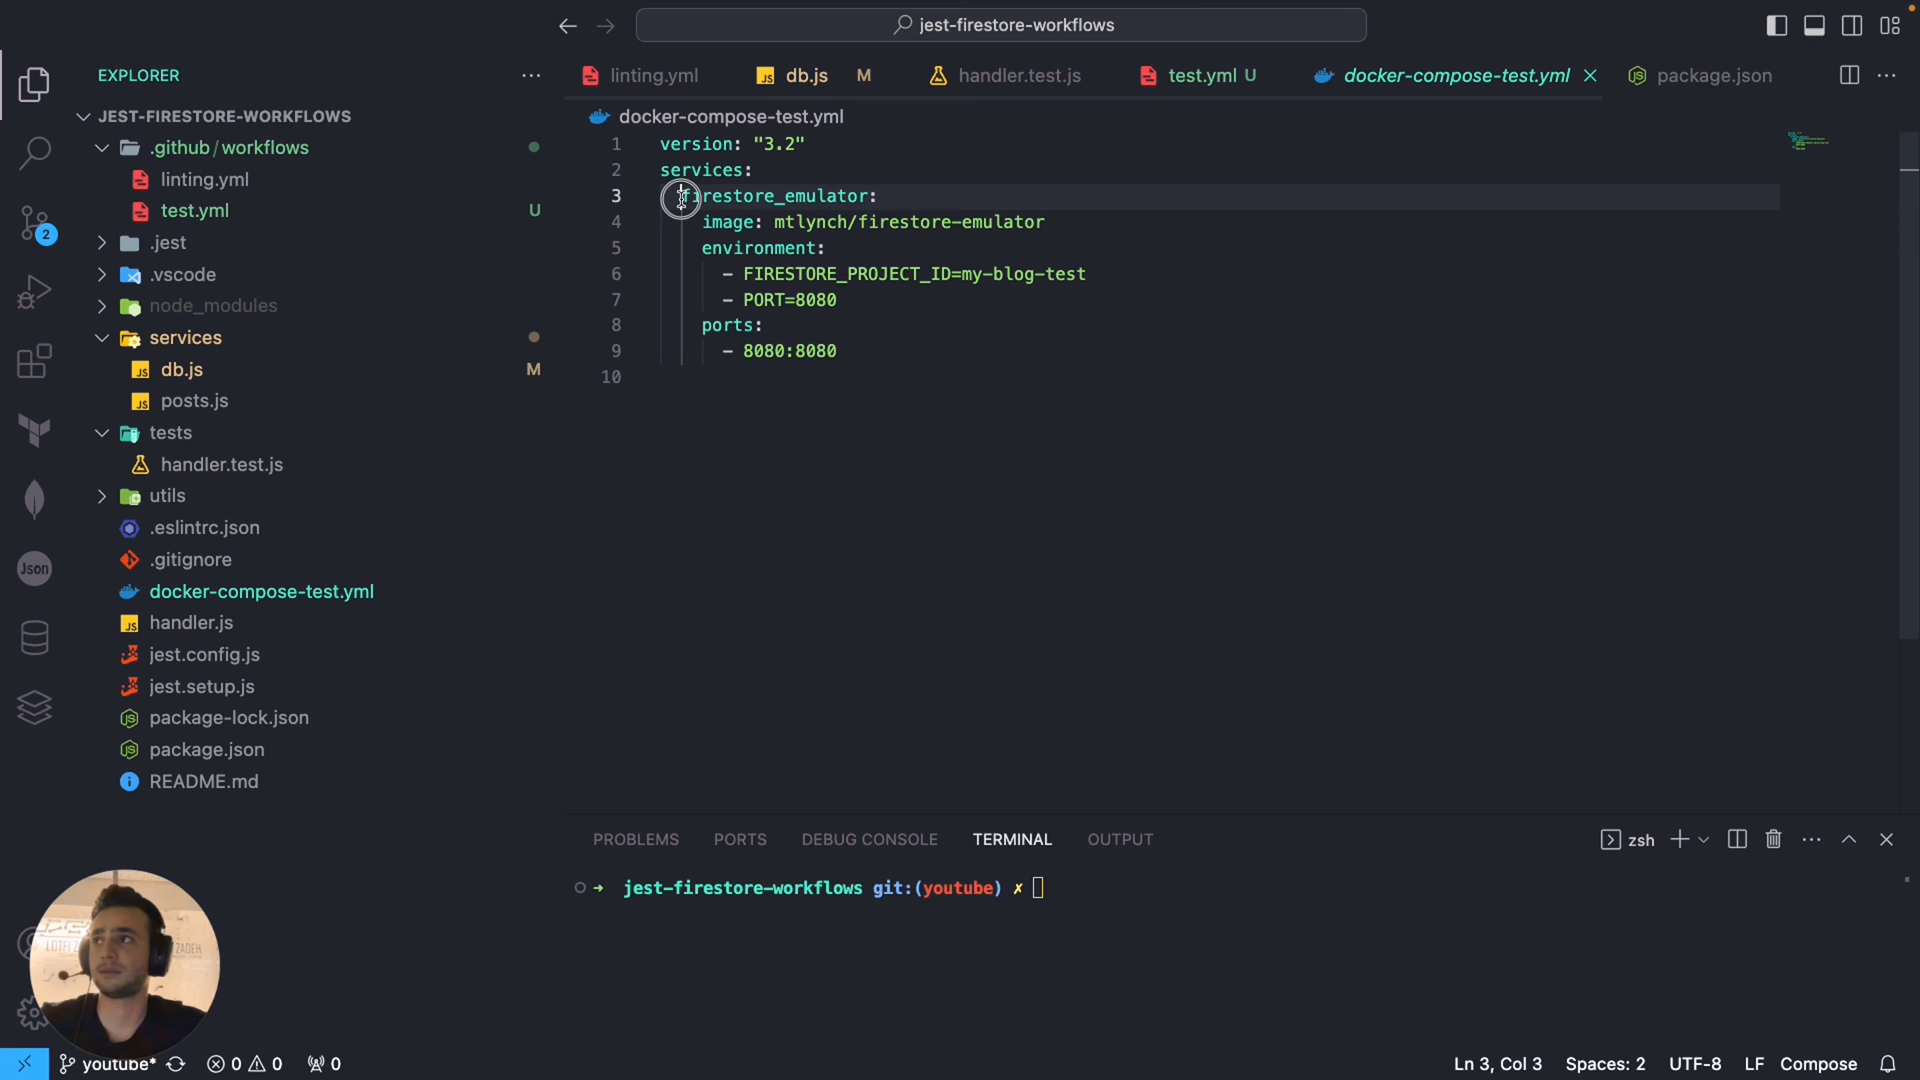 jest-firestore-workflows
EXPLORER
linting.yml
db.js M
handler.test.js
test.yml U
docker-compose-test.yml
package.json
JEST-FIRESTORE-WORKFLOWS
.github/workflows
linting.yml
test.yml U
.jest
.vscode
node_modules
services
db.js M
posts.js
tests
handler.test.js
utils
.eslintrc.json
.gitignore
docker-compose-test.yml
handler.js
jest.config.js
jest.setup.js
package-lock.json
package.json
README.md
2
Json
docker-compose-test.yml
1 version: "3.2"
2 services:
3 firestore_emulator:
4 image: mtlynch/firestore-emulator
5 environment:
6 - FIRESTORE_PROJECT_ID=my-blog-test
7 - PORT=8080
8 ports:
9 - 8080:8080
10
PROBLEMS PORTS DEBUG CONSOLE TERMINAL OUTPUT
zsh
jest-firestore-workflows git:(youtube) ✗
LOTFI ZADEH
youtube* 0 0 0
Ln 3, Col 3 Spaces: 2 UTF-8 LF Compose